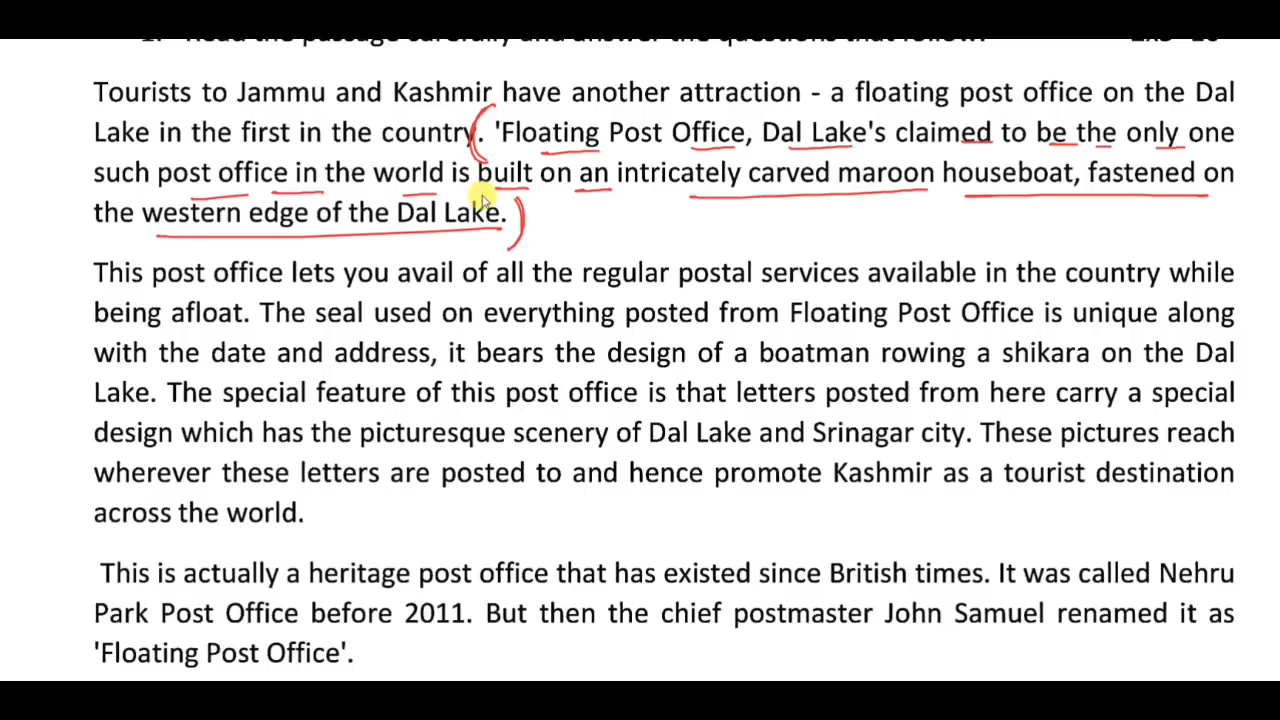 Tourists to Jammu and Kashmir have another attraction - a floating post office on the Dal
Lake in the first in the country. 'Floating Post Office, Dal Lake's claimed to be the only one
such post office in the world is built on an intricately carved maroon houseboat, fastened on
the western edge of the Dal Lake.
This post office lets you avail of all the regular postal services available in the country while
being afloat. The seal used on everything posted from Floating Post Office is unique along
with the date and address, it bears the design of a boatman rowing a shikara on the Dal
Lake. The special feature of this post office is that letters posted from here carry a special
design which has the picturesque scenery of Dal Lake and Srinagar city. These pictures reach
wherever these letters are posted to and hence promote Kashmir as a tourist destination
across the world.
This is actually a heritage post office that has existed since British times. It was called Nehru
Park Post Office before 2011. But then the chief postmaster John Samuel renamed it as
'Floating Post Office'.